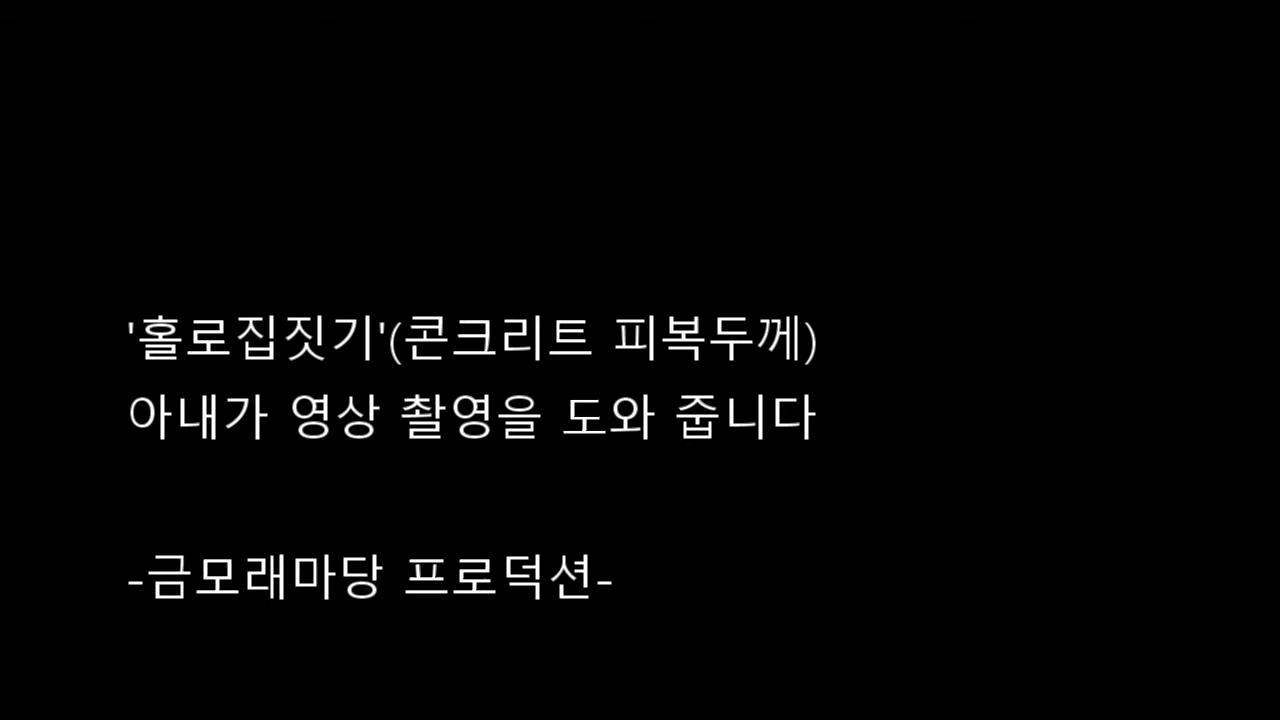 '홀로집짓기'(콘크리트 피복두께)
아내가 영상 촬영을 도와 줍니다
-금모래마당 프로덕션-